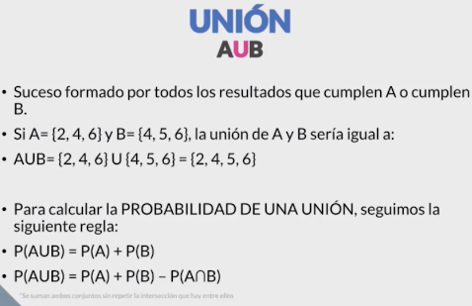 UNIÓN
AUB
• Suceso formado por todos los resultados que cumplen A o cumplen
B.
• Si A= {2, 4, 6} y B= {4, 5, 6}, la unión de A y B sería igual a:
• AUB= {2, 4, 6} U {4, 5, 6} = {2, 4, 5, 6}
• Para calcular la PROBABILIDAD DE UNA UNIÓN, seguimos la
siguiente regla:
• P(AUB) = P(A) + P(B)
• P(AUB) = P(A) + P(B) – P(A∩B)
*Se suman ambos conjuntos sin repetir la intersección que hay entre ellos